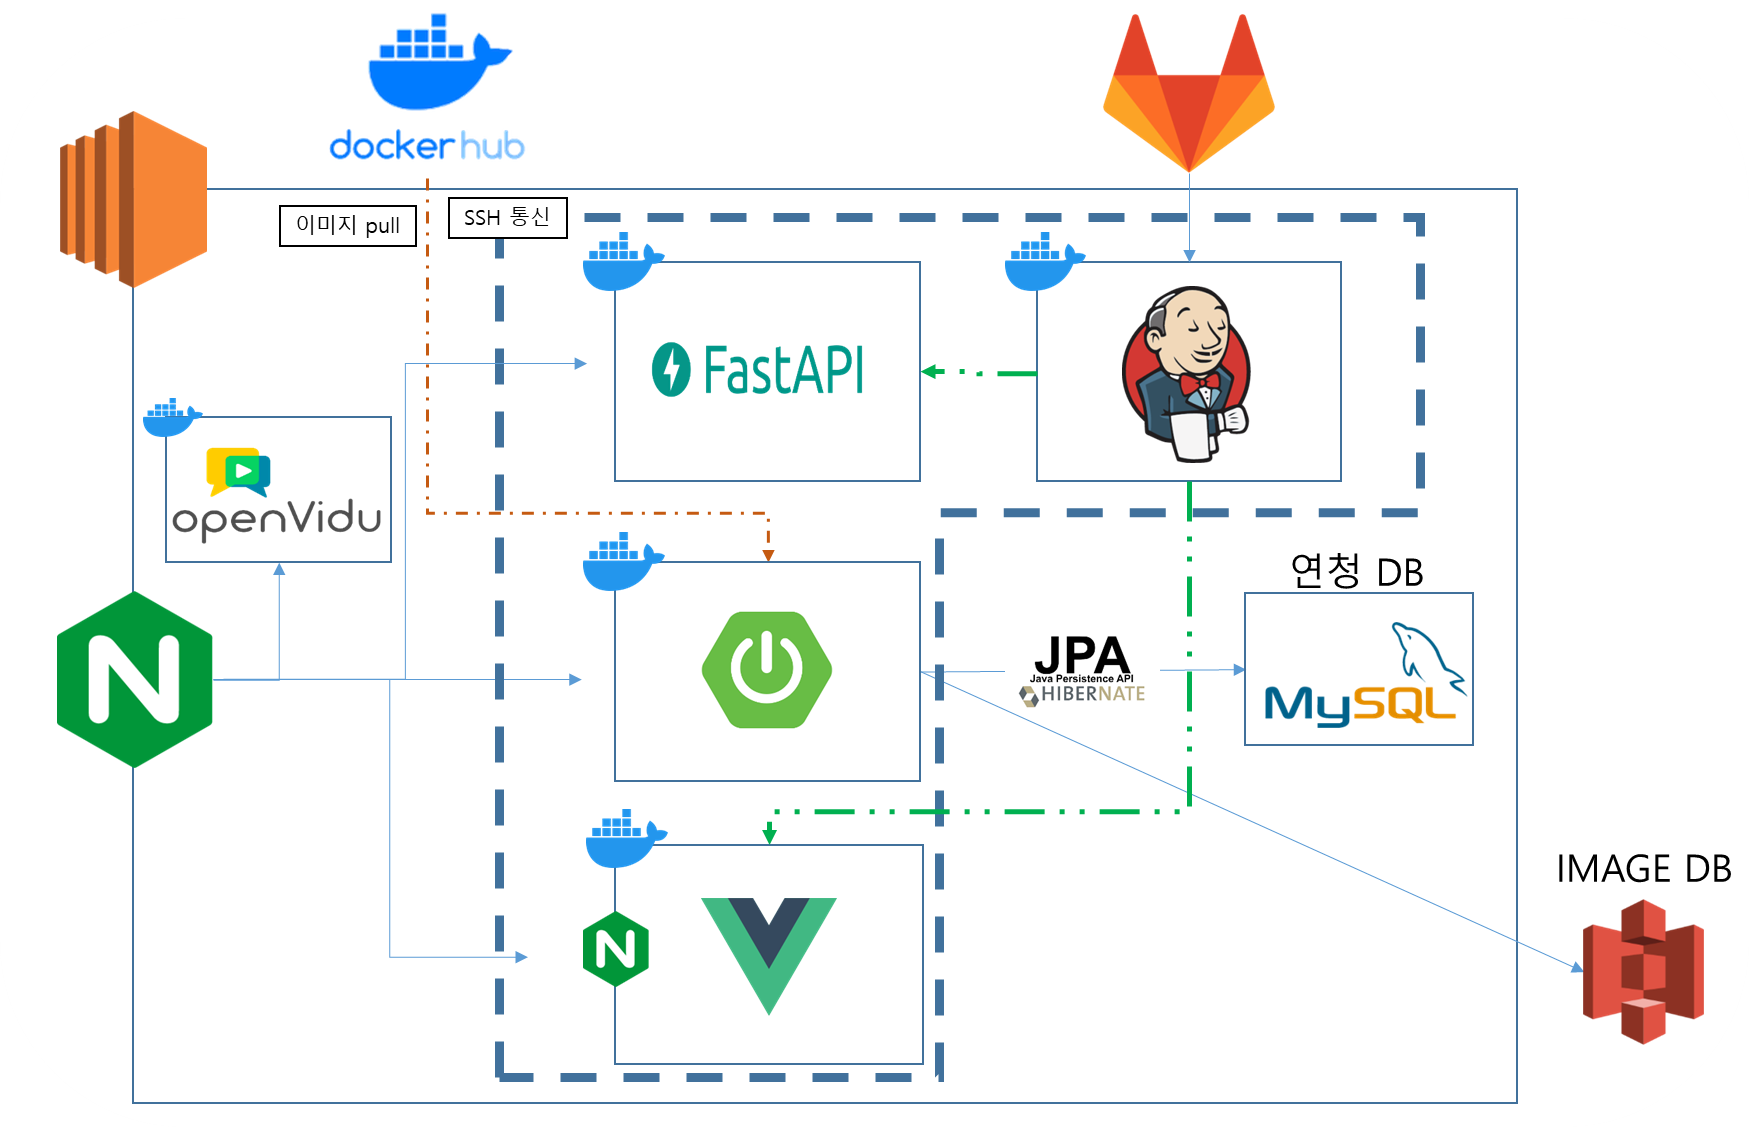 docker hub
이미지 pull
SSH 통신
FastAPI
openVidu
연청 DB
JPA
Java Persistence API
HIBERNATE
MySQL
IMAGE DB